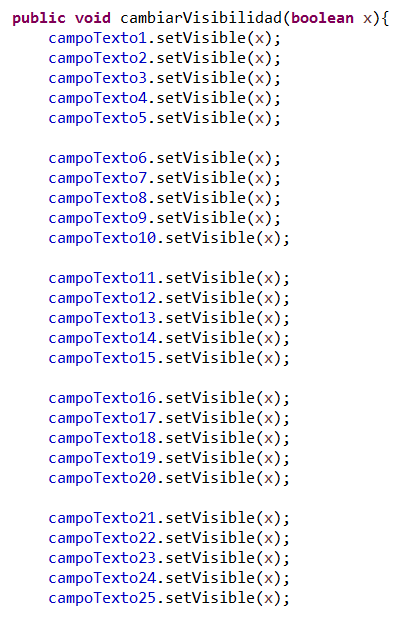 public void cambiarVisibilidad(boolean x){
campoTexto1.setVisible(x);
campoTexto2.setVisible(x);
campoTexto3.setVisible(x);
campoTexto4.setVisible(x);
campoTexto5.setVisible(x);
campoTexto6.setVisible(x);
campoTexto7.setVisible(x);
campoTexto8.setVisible(x);
campoTexto9.setVisible(x);
campoTexto10.setVisible(x);
campoTexto11.setVisible(x);
campoTexto12.setVisible(x);
campoTexto13.setVisible(x);
campoTexto14.setVisible(x);
campoTexto15.setVisible(x);
campoTexto16.setVisible(x);
campoTexto17.setVisible(x);
campoTexto18.setVisible(x);
campoTexto19.setVisible(x);
campoTexto20.setVisible(x);
campoTexto21.setVisible(x);
campoTexto22.setVisible(x);
campoTexto23.setVisible(x);
campoTexto24.setVisible(x);
campoTexto25.setVisible(x);